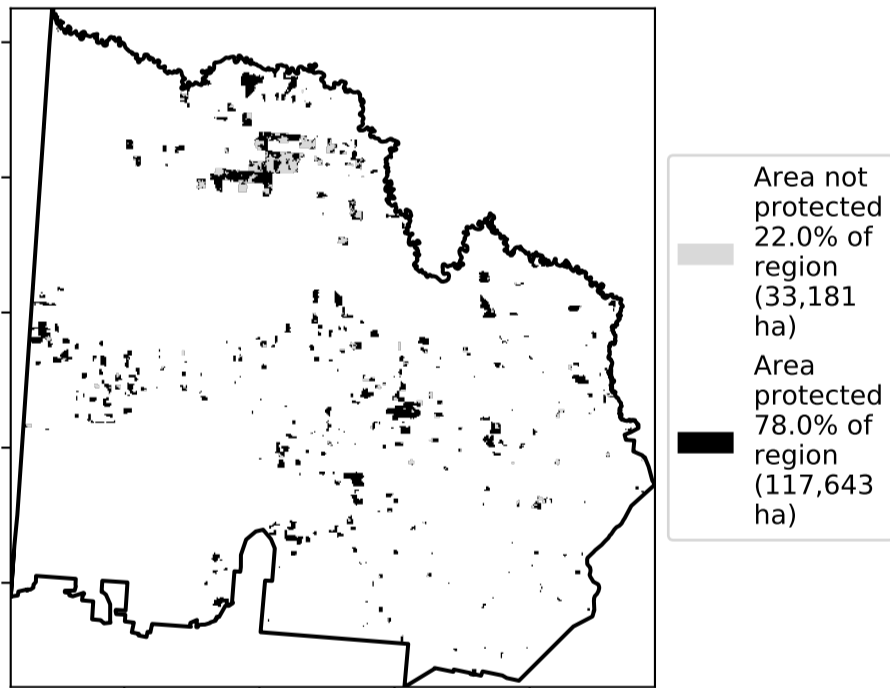 Area not
protected
22.0% of
region
(33,181
ha)
Area
protected
78.0% of
region
(117,643
ha)